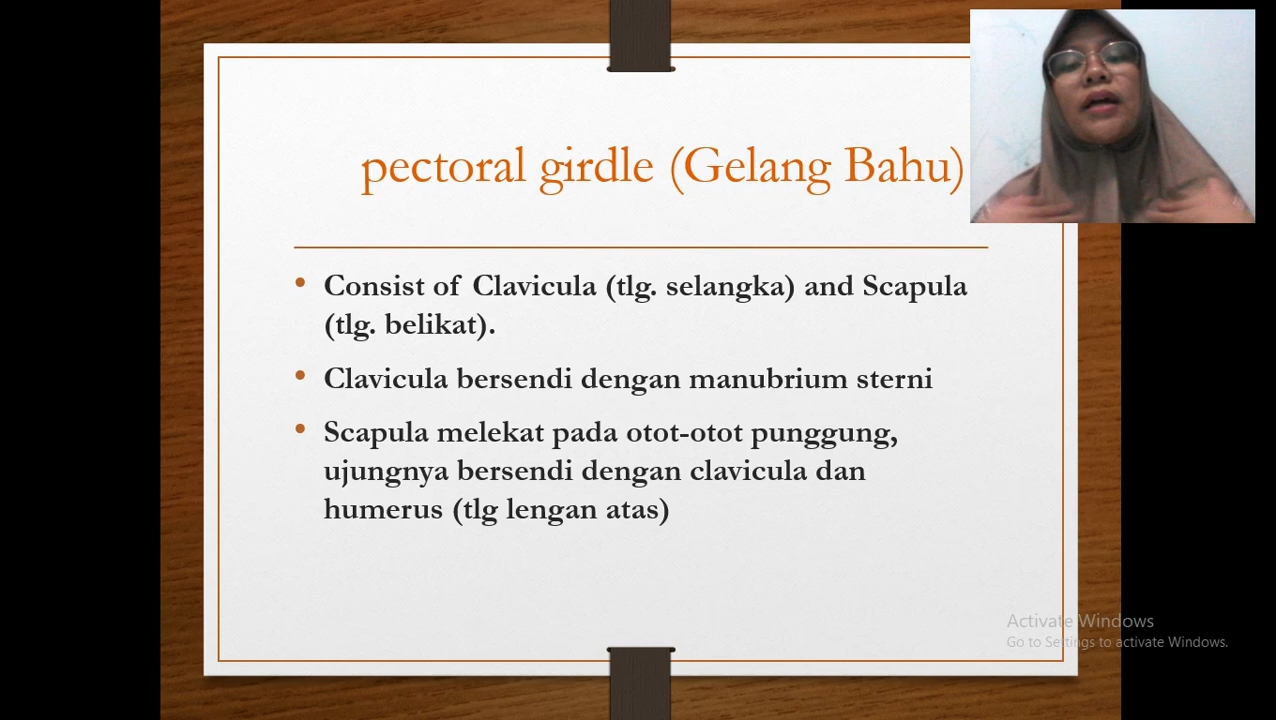 pectoral girdle (Gelang Bahu)
• Consist of Clavicula (tlg. selangka) and Scapula
(tlg. belikat).
• Clavicula bersendi dengan manubrium sterni
• Scapula melekat pada otot-otot punggung,
ujungnya bersendi dengan clavicula dan
humerus (tlg lengan atas)
Activate Windows
Go to Settings to activate Windows.